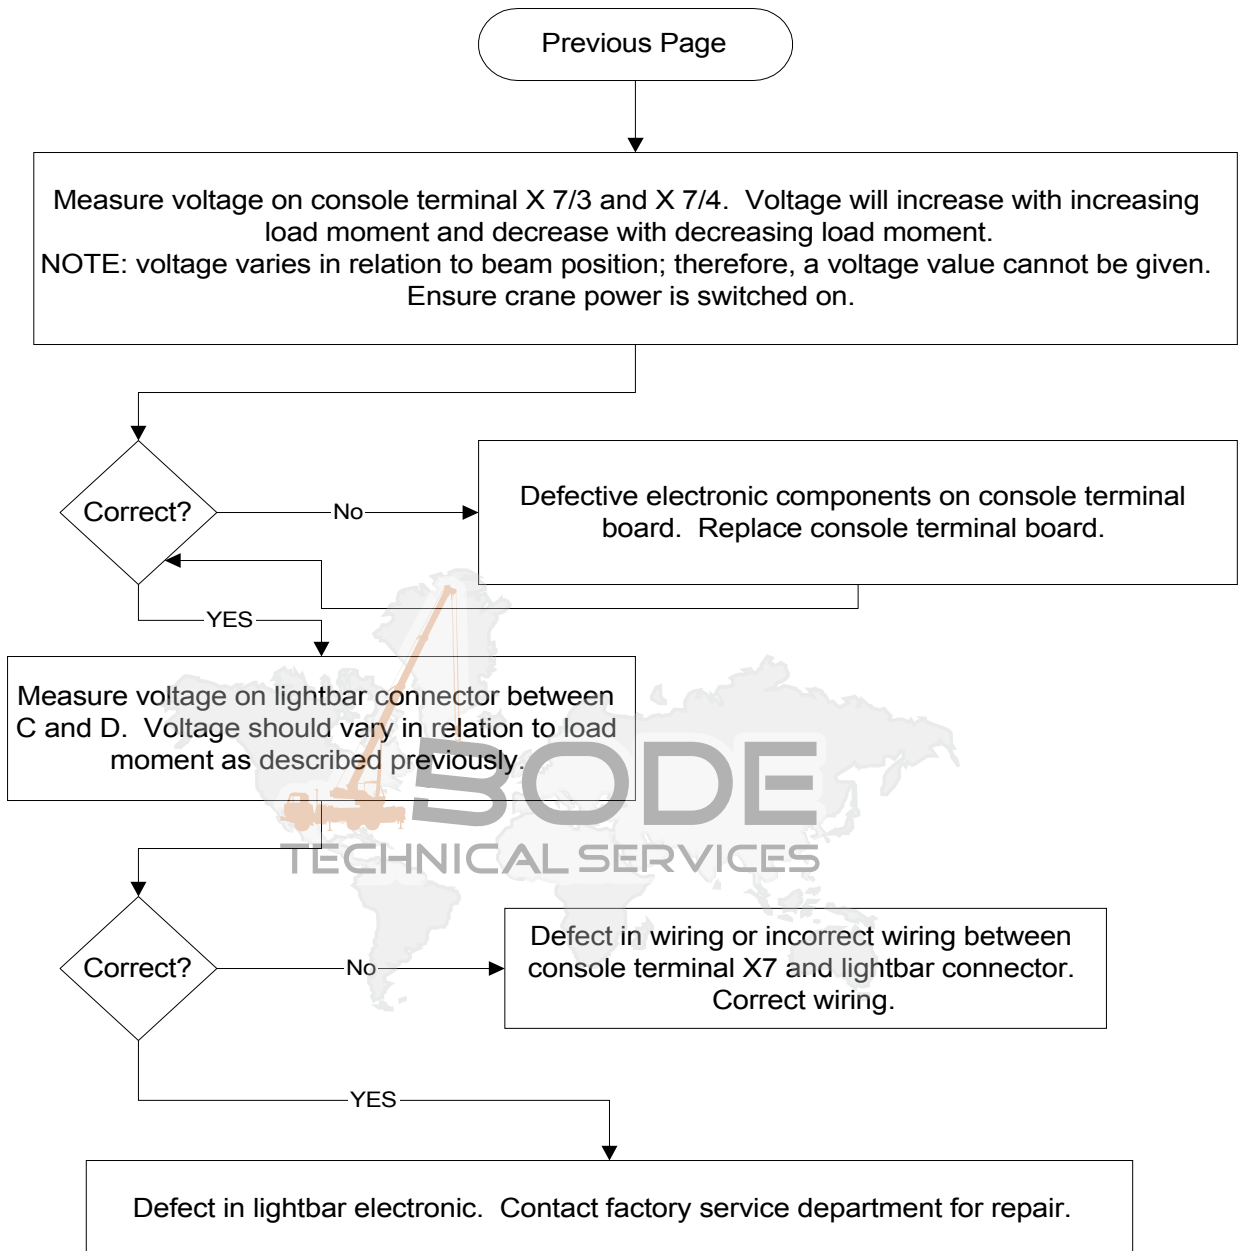 Previous Page
Measure voltage on console terminal X 7/3 and X 7/4.  Voltage will increase with increasing
load moment and decrease with decreasing load moment.
NOTE: voltage varies in relation to beam position; therefore, a voltage value cannot be given.
Ensure crane power is switched on.
Correct?
No
Defective electronic components on console terminal
board.  Replace console terminal board.
YES
Measure voltage on lightbar connector between
C and D.  Voltage should vary in relation to load
moment as described previously.
BODE
TECHNICAL SERVICES
Correct?
No
Defect in wiring or incorrect wiring between
console terminal X7 and lightbar connector.
Correct wiring.
YES
Defect in lightbar electronic.  Contact factory service department for repair.